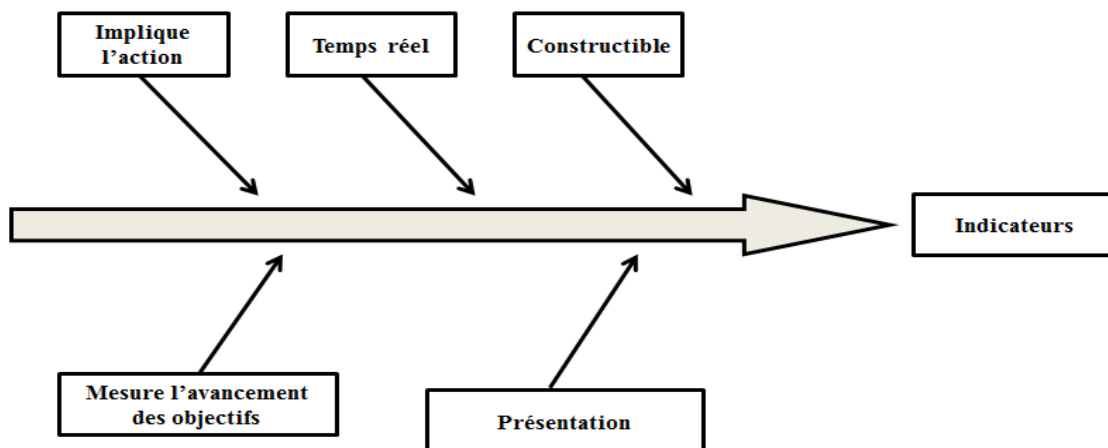 Implique
l’action
Temps réel
Constructible
Indicateurs
Mesure l’avancement
des objectifs
Présentation